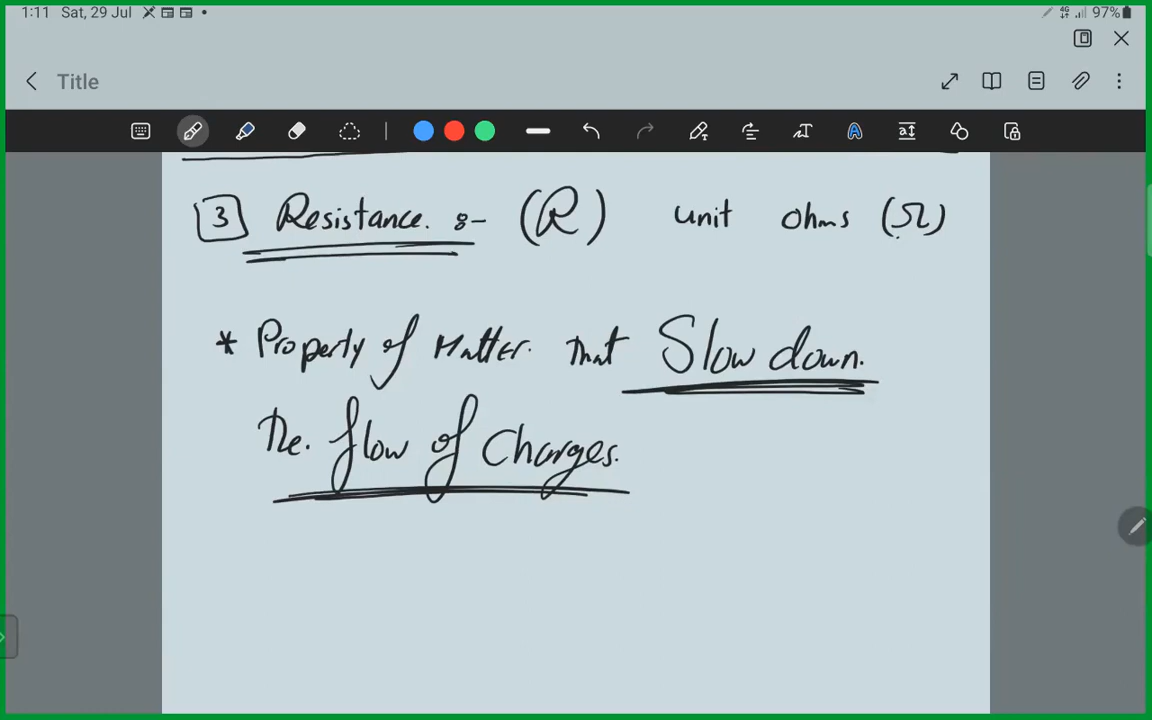 1:11 Sat, 29 Jul 4G 97%
Title
3 Resistance. :- (R) unit ohms (Ω)
* Property of Matter. That Slow down.
The. flow of Charges.